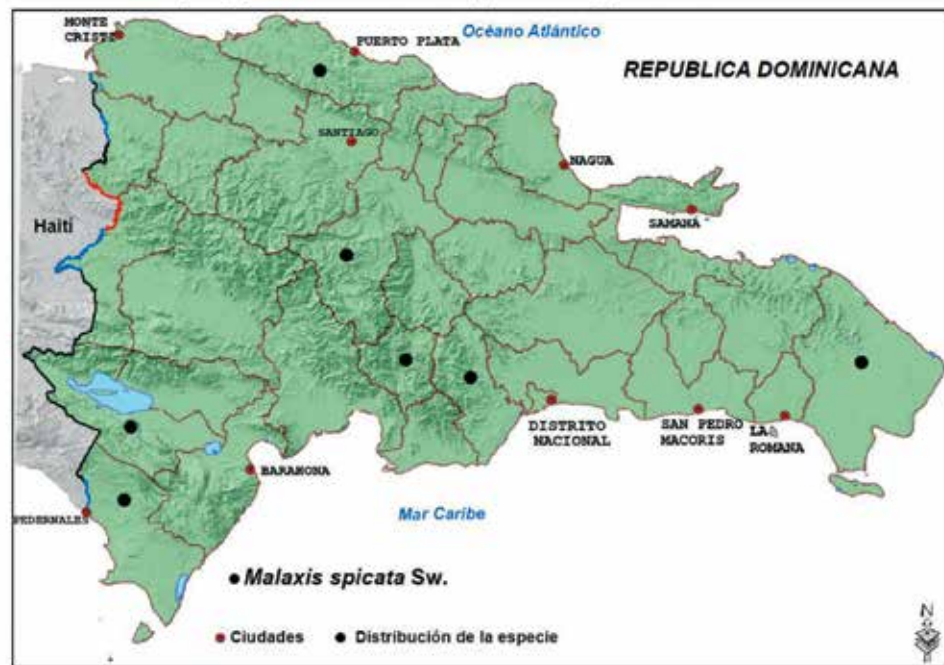 MONTE
CRISTI
PUERTO PLATA
Océano Atlántico
REPUBLICA DOMINICANA
SANTIAGO
NAGUA
SAMANÁ
Haití
DISTRITO
NACIONAL
SAN PEDRO
MACORIS
LA
ROMANA
BARAHONA
PEDERNALES
Mar Caribe
Malaxis spicata Sw.
Ciudades
Distribución de la especie
N